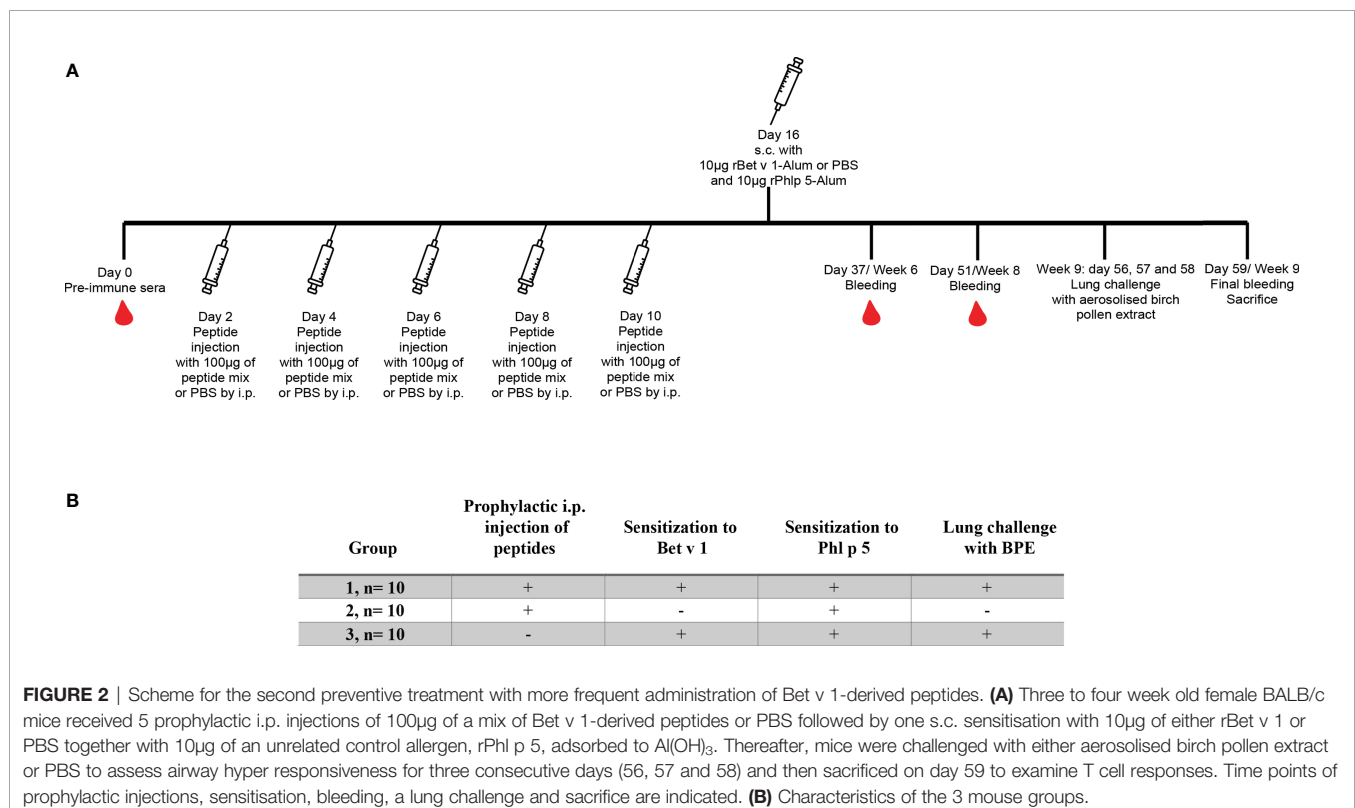 A
Day 16
s.c. with
10µg rBet v 1-Alum or PBS
and 10µg rPhlp 5-Alum
Day 0
Pre-immune sera
Day 2
Peptide
injection
with 100µg of
peptide mix
or PBS by i.p.
Day 4
Peptide
injection
with 100µg of
peptide mix
or PBS by i.p.
Day 6
Peptide
injection
with 100µg of
peptide mix
or PBS by i.p.
Day 8
Peptide
injection
with 100µg of
peptide mix
or PBS by i.p.
Day 10
Peptide
injection
with 100µg of
peptide mix
or PBS by i.p.
Day 37/ Week 6
Bleeding
Day 51/Week 8
Bleeding
Week 9: day 56, 57 and 58
Lung challenge
with aerosolised birch
pollen extract
Day 59/ Week 9
Final bleeding
Sacrifice
B
Group
Prophylactic i.p.
injection of
peptides
Sensitization to
Bet v 1
Sensitization to
Phl p 5
Lung challenge
with BPE
1, n= 10 + + + +
2, n= 10 + - + -
3, n= 10 - + + +
FIGURE 2 | Scheme for the second preventive treatment with more frequent administration of Bet v 1-derived peptides. (A) Three to four week old female BALB/c
mice received 5 prophylactic i.p. injections of 100µg of a mix of Bet v 1-derived peptides or PBS followed by one s.c. sensitisation with 10µg of either rBet v 1 or
PBS together with 10µg of an unrelated control allergen, rPhl p 5, adsorbed to Al(OH)₃. Thereafter, mice were challenged with either aerosolised birch pollen extract
or PBS to assess airway hyper responsiveness for three consecutive days (56, 57 and 58) and then sacrificed on day 59 to examine T cell responses. Time points of
prophylactic injections, sensitisation, bleeding, a lung challenge and sacrifice are indicated. (B) Characteristics of the 3 mouse groups.